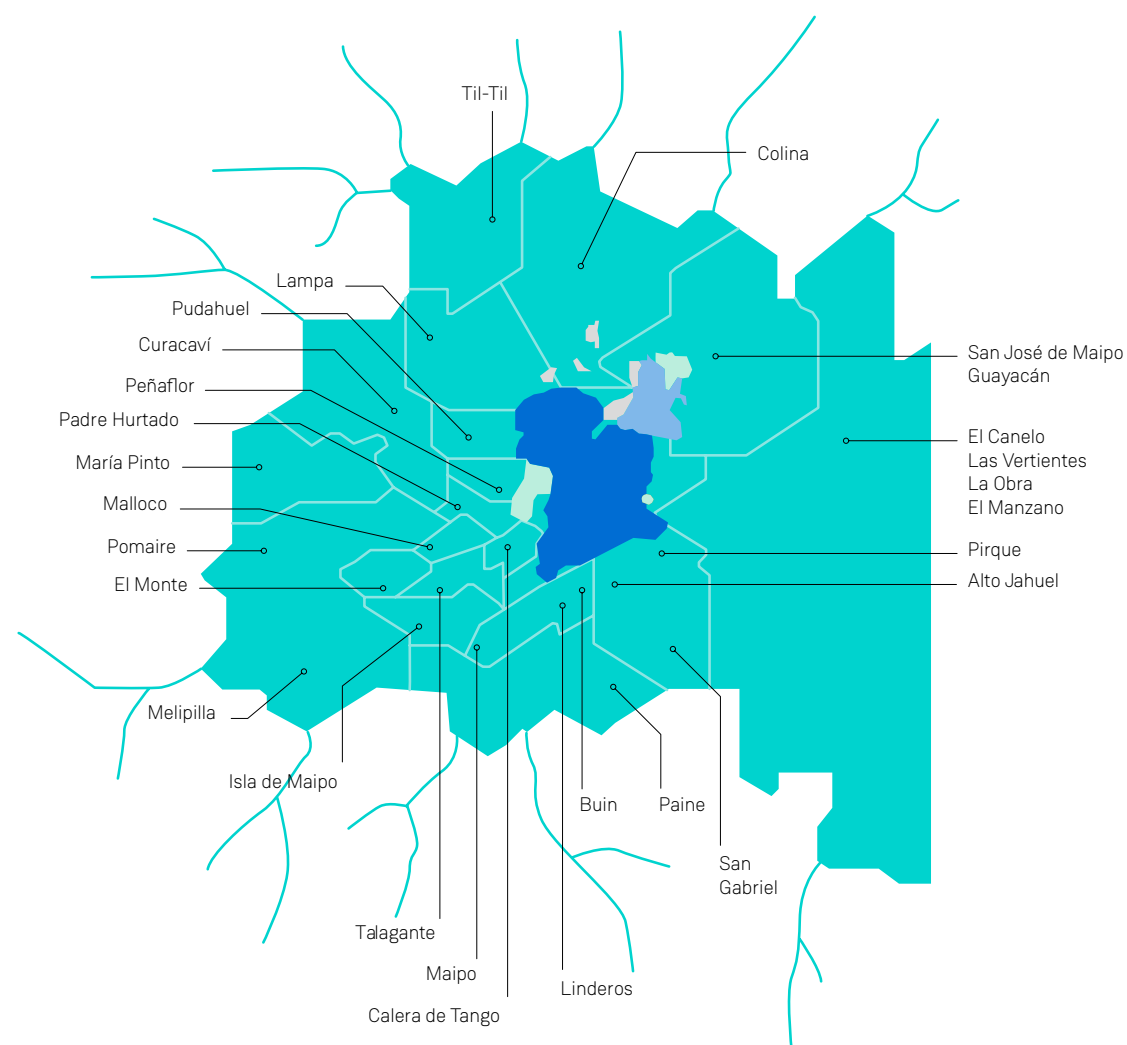 Til-Til
Colina
Lampa
Pudahuel
Curacaví
Peñaflor
Padre Hurtado
María Pinto
Malloco
Pomaire
El Monte
San José de Maipo
Guayacán
El Canelo
Las Vertientes
La Obra
El Manzano
Pirque
Alto Jahuel
Melipilla
Isla de Maipo
Buin
Paine
San
Gabriel
Talagante
Maipo
Linderos
Calera de Tango